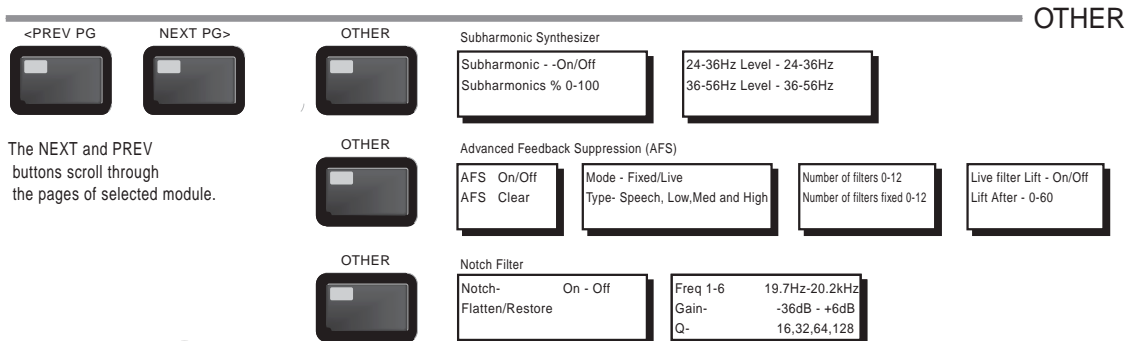 OTHER
<PREV PG
NEXT PG>
The NEXT and PREV
buttons scroll through
the pages of selected module.
/
OTHER
Subharmonic Synthesizer
Subharmonic - -On/Off
Subharmonics % 0-100
24-36Hz Level - 24-36Hz
36-56Hz Level - 36-56Hz
OTHER
Advanced Feedback Suppression (AFS)
AFS On/Off
AFS Clear
Mode - Fixed/Live
Type- Speech, Low,Med and High
Number of filters 0-12
Number of filters fixed 0-12
Live filter Lift - On/Off
Lift After - 0-60
OTHER
Notch Filter
Notch- On - Off
Flatten/Restore
Freq 1-6 19.7Hz-20.2kHz
Gain- -36dB - +6dB
Q- 16,32,64,128